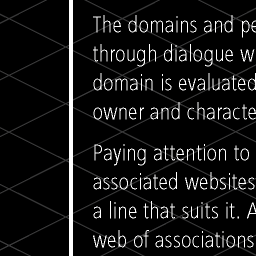 The domains and pe
through dialogue w
domain is evaluated
owner and characte
Paying attention to
associated websites
a line that suits it. A
web of associations